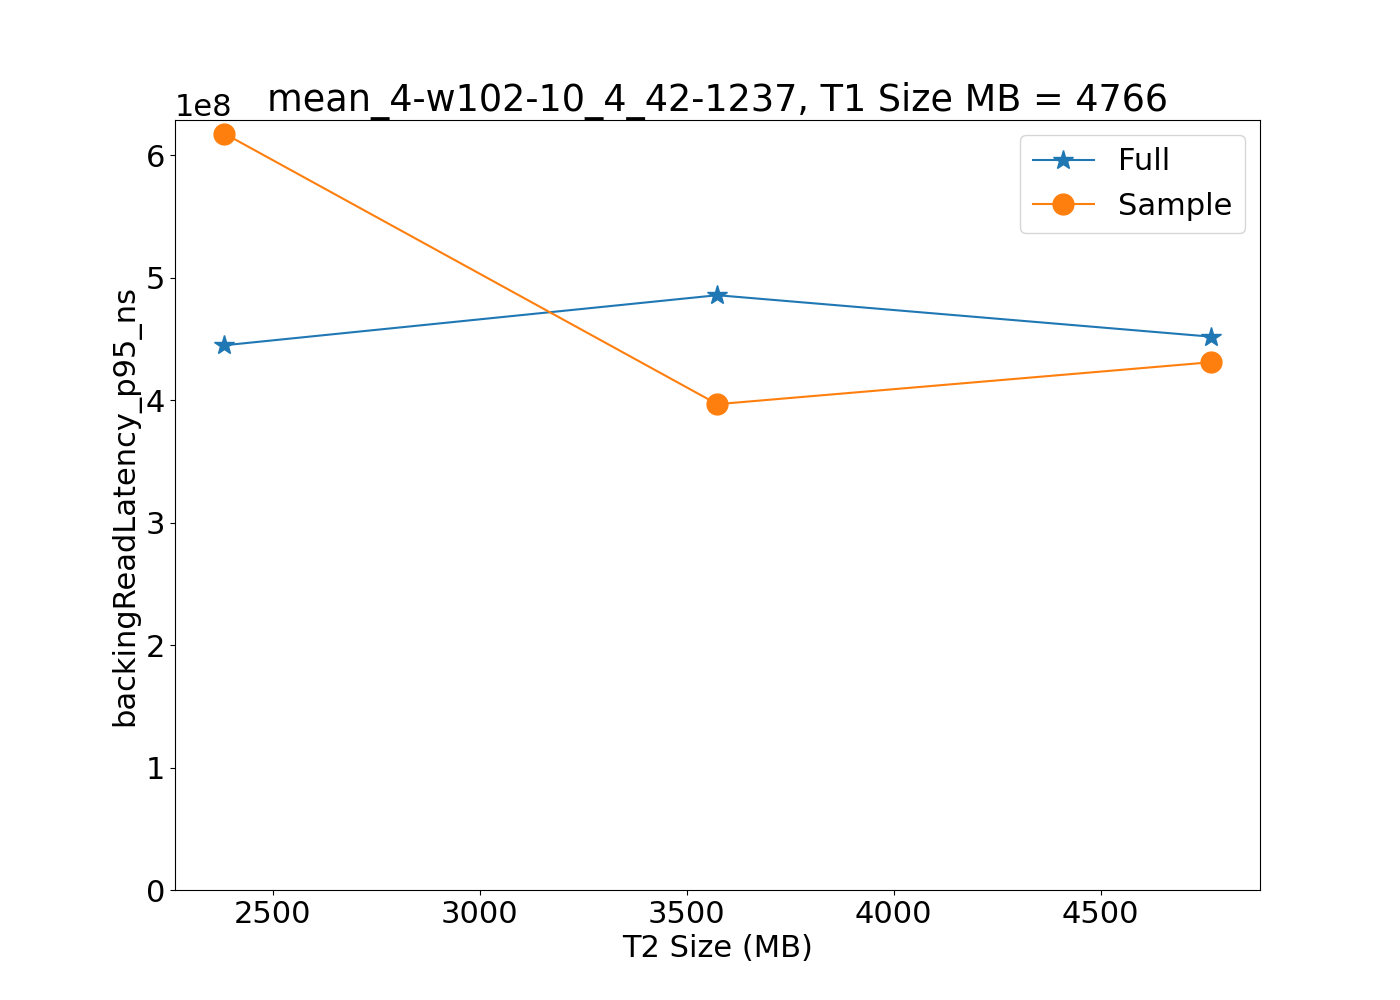 mean_4-w102-10_4_42-1237, T1 Size MB = 4766
1e8
Full
Sample
6
5
4
3
2
1
0
backingReadLatency_p95_ns
2500 3000 3500 4000 4500
T2 Size (MB)